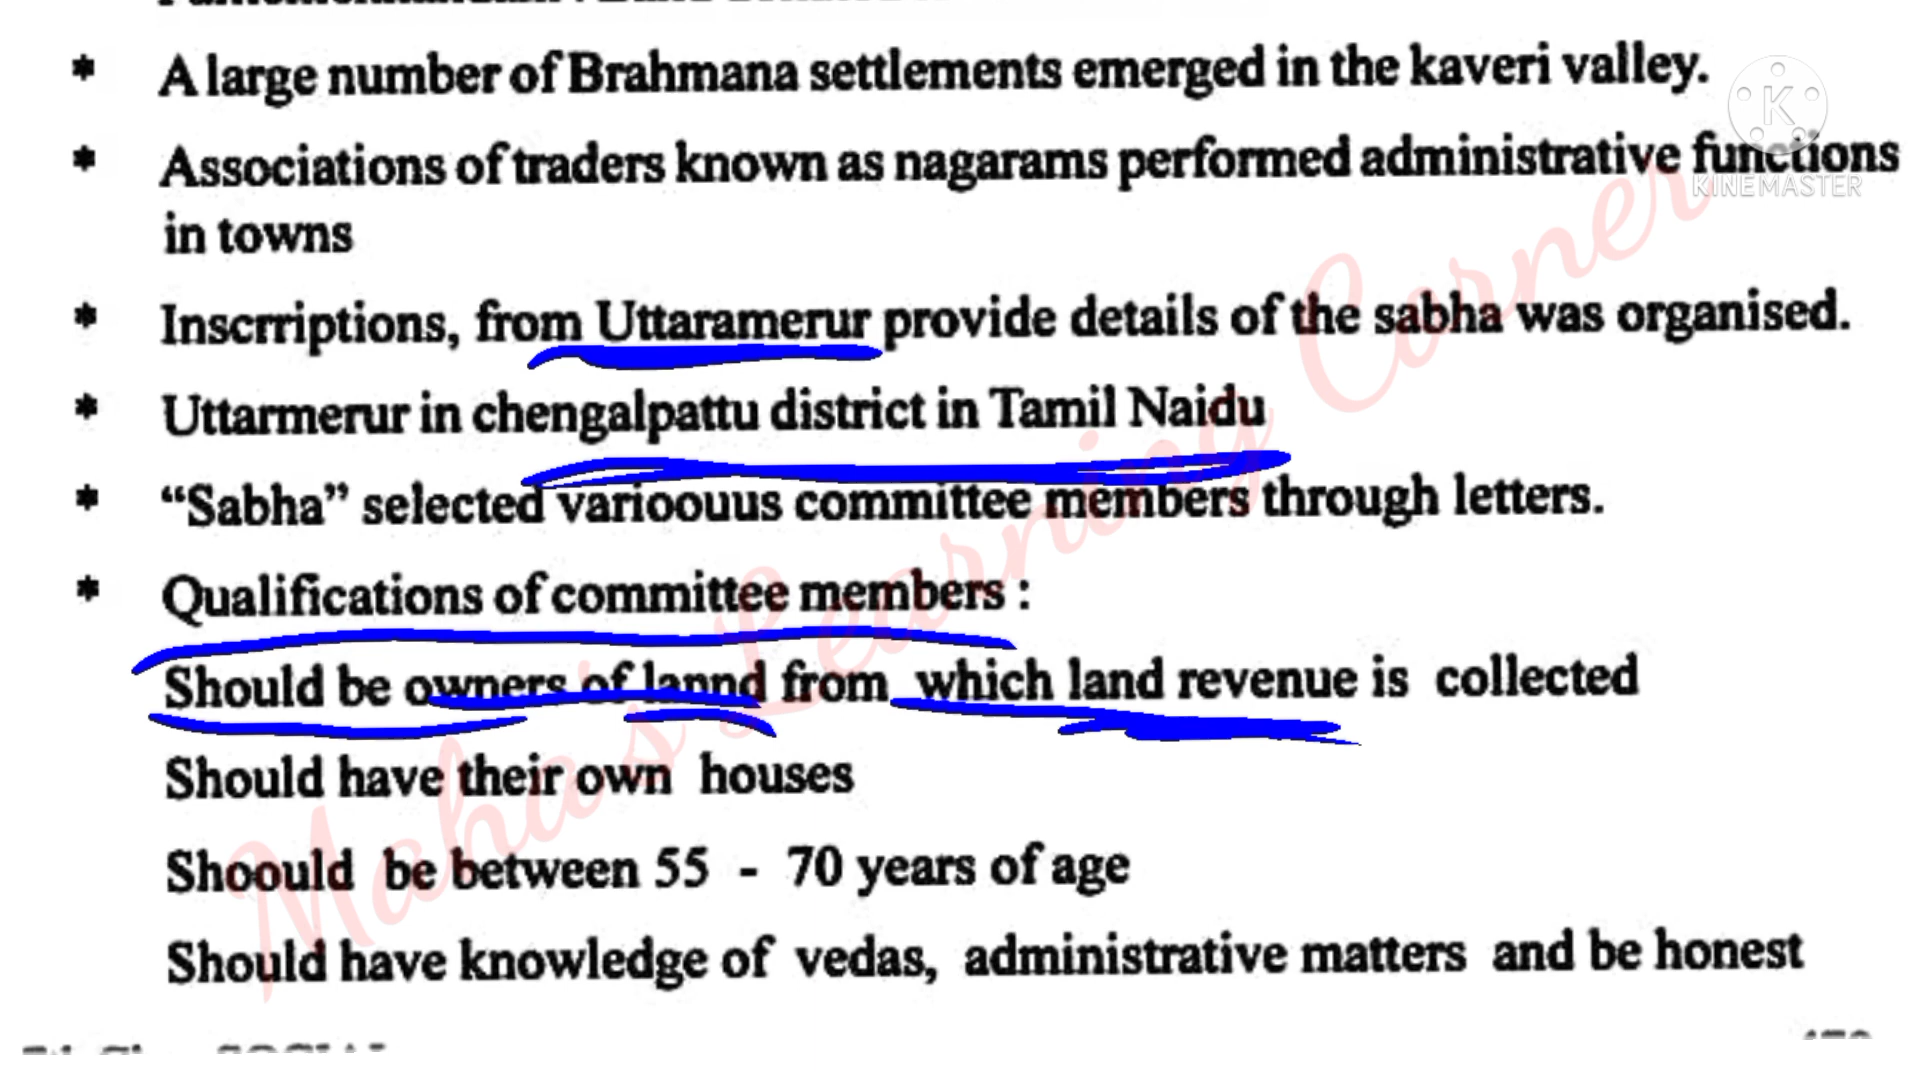 * A large number of Brahmana settlements emerged in the kaveri valley.
* Associations of traders known as nagarams performed administrative functions
in towns
* Inscrriptions, from Uttaramerur provide details of the sabha was organised.
* Uttarmerur in chengalpattu district in Tamil Naidu
* “Sabha” selected varioouus committee members through letters.
* Qualifications of committee members :
Should be owners of lannd from which land revenue is collected
Should have their own houses
Shoould be between 55 - 70 years of age
Should have knowledge of vedas, administrative matters and be honest
K
KINEMASTER
Maha's Learning Corner